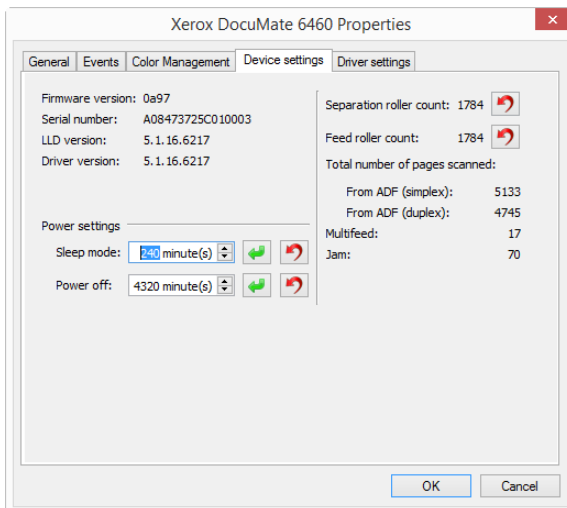 Xerox DocuMate 6460 Properties
General Events Color Management Device settings Driver settings
Firmware version: 0a97
Serial number: A08473725C010003
LLD version: 5.1.16.6217
Driver version: 5.1.16.6217
Power settings
Sleep mode: 240 minute(s)
Power off: 4320 minute(s)
Separation roller count: 1784
Feed roller count: 1784
Total number of pages scanned:
From ADF (simplex): 5133
From ADF (duplex): 4745
Multifeed: 17
Jam: 70
OK Cancel